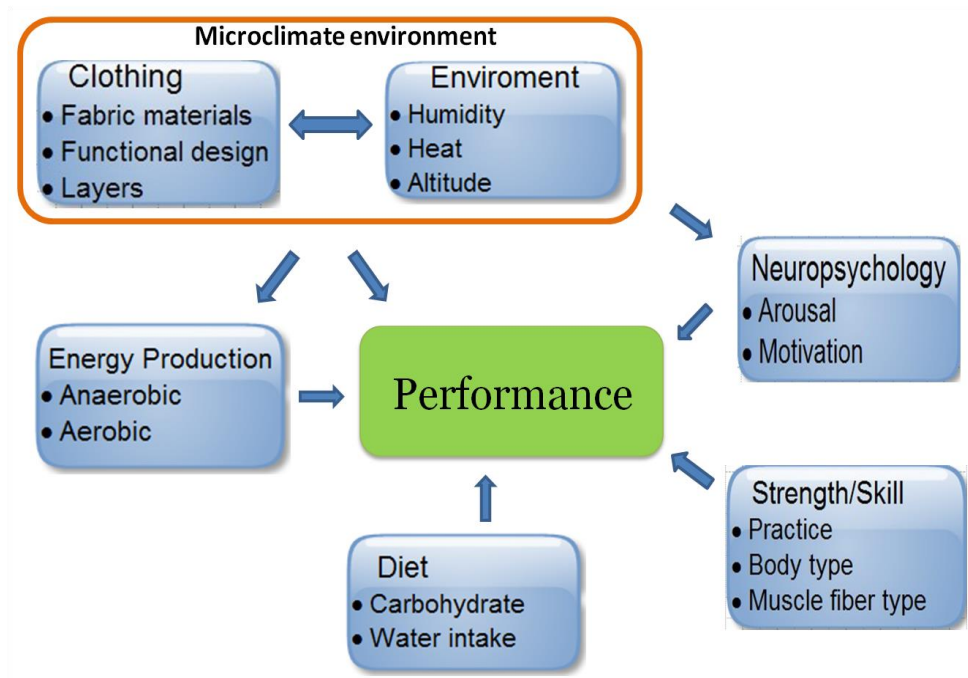 Microclimate environment
Clothing
• Fabric materials
• Functional design
• Layers
Enviroment
• Humidity
• Heat
• Altitude
Neuropsychology
• Arousal
• Motivation
Energy Production
• Anaerobic
• Aerobic
Performance
Strength/Skill
• Practice
• Body type
• Muscle fiber type
Diet
• Carbohydrate
• Water intake